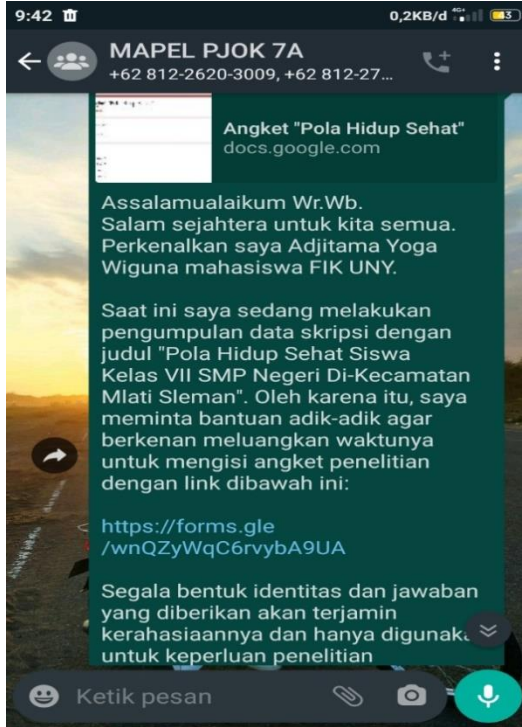 9:42
0,2KB/d 4G+ 43
MAPEL PJOK 7A
+62 812-2620-3009, +62 812-27...
Angket "Pola Hidup Sehat"
docs.google.com
Assalamualaikum Wr.Wb.
Salam sejahtera untuk kita semua.
Perkenalkan saya Adjitama Yoga
Wiguna mahasiswa FIK UNY.
Saat ini saya sedang melakukan
pengumpulan data skripsi dengan
judul "Pola Hidup Sehat Siswa
Kelas VII SMP Negeri Di-Kecamatan
Mlati Sleman". Oleh karena itu, saya
meminta bantuan adik-adik agar
berkenan meluangkan waktunya
untuk mengisi angket penelitian
dengan link dibawah ini:
https://forms.gle
/wnQZyWqC6rvybA9UA
Segala bentuk identitas dan jawaban
yang diberikan akan terjamin
kerahasiaannya dan hanya digunaka
untuk keperluan penelitian
Ketik pesan